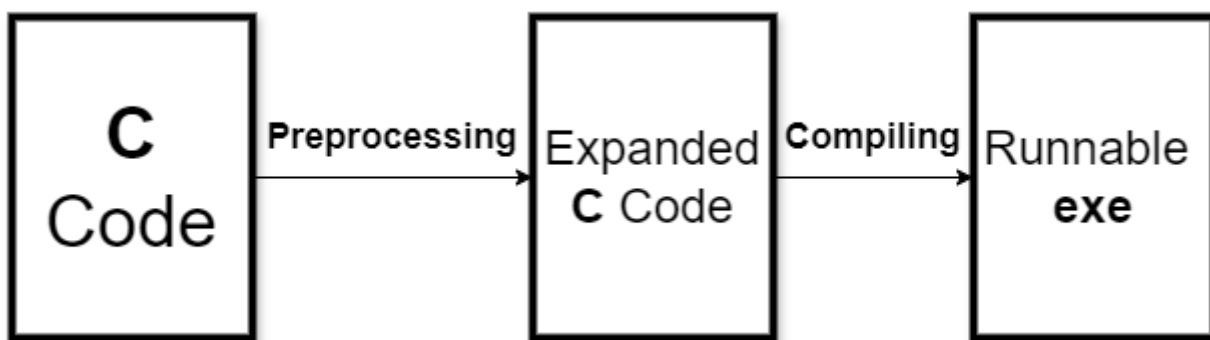 C
Code
Preprocessing
Expanded
C Code
Compiling
Runnable
exe